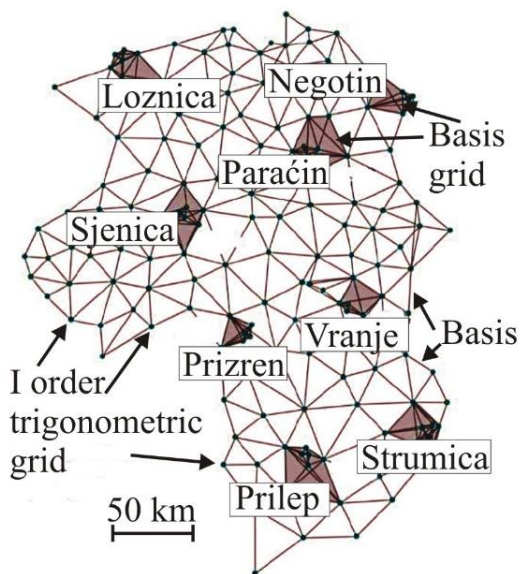 Negotin
Loznica
Basis
grid
Paraćin
Sjenica
Vranje
Basis
Prizren
I order
trigonometric
grid
Strumica
Prilep
50 km